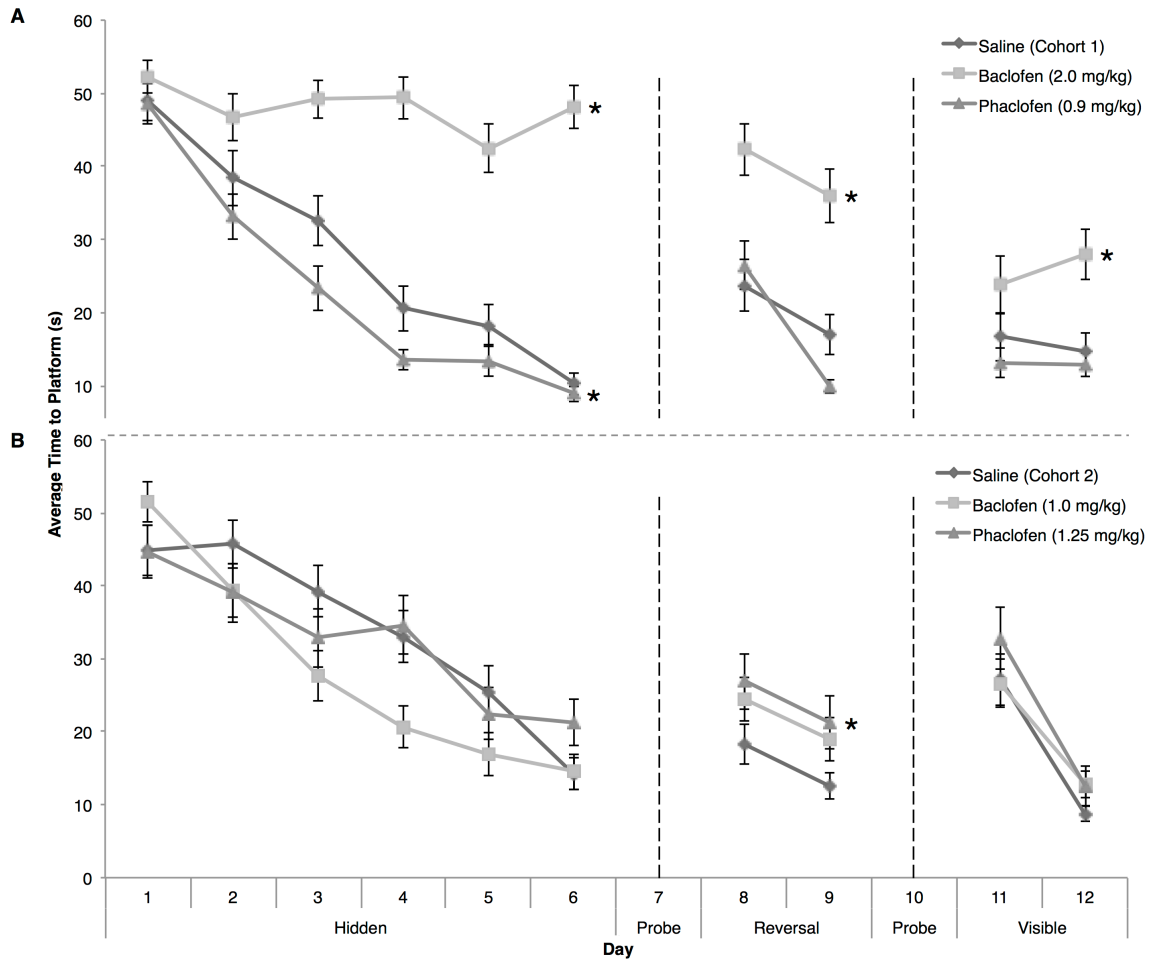 A
60
50
40
30
20
10
Saline (Cohort 1)
Baclofen (2.0 mg/kg)
Phaclofen (0.9 mg/kg)
*
*
*
*
Average Time to Platform (s)
B
60
50
40
30
20
10
0
Saline (Cohort 2)
Baclofen (1.0 mg/kg)
Phaclofen (1.25 mg/kg)
*
1 2 3 4 5 6 7 8 9 10 11 12
Hidden Probe Reversal Probe Visible
Day